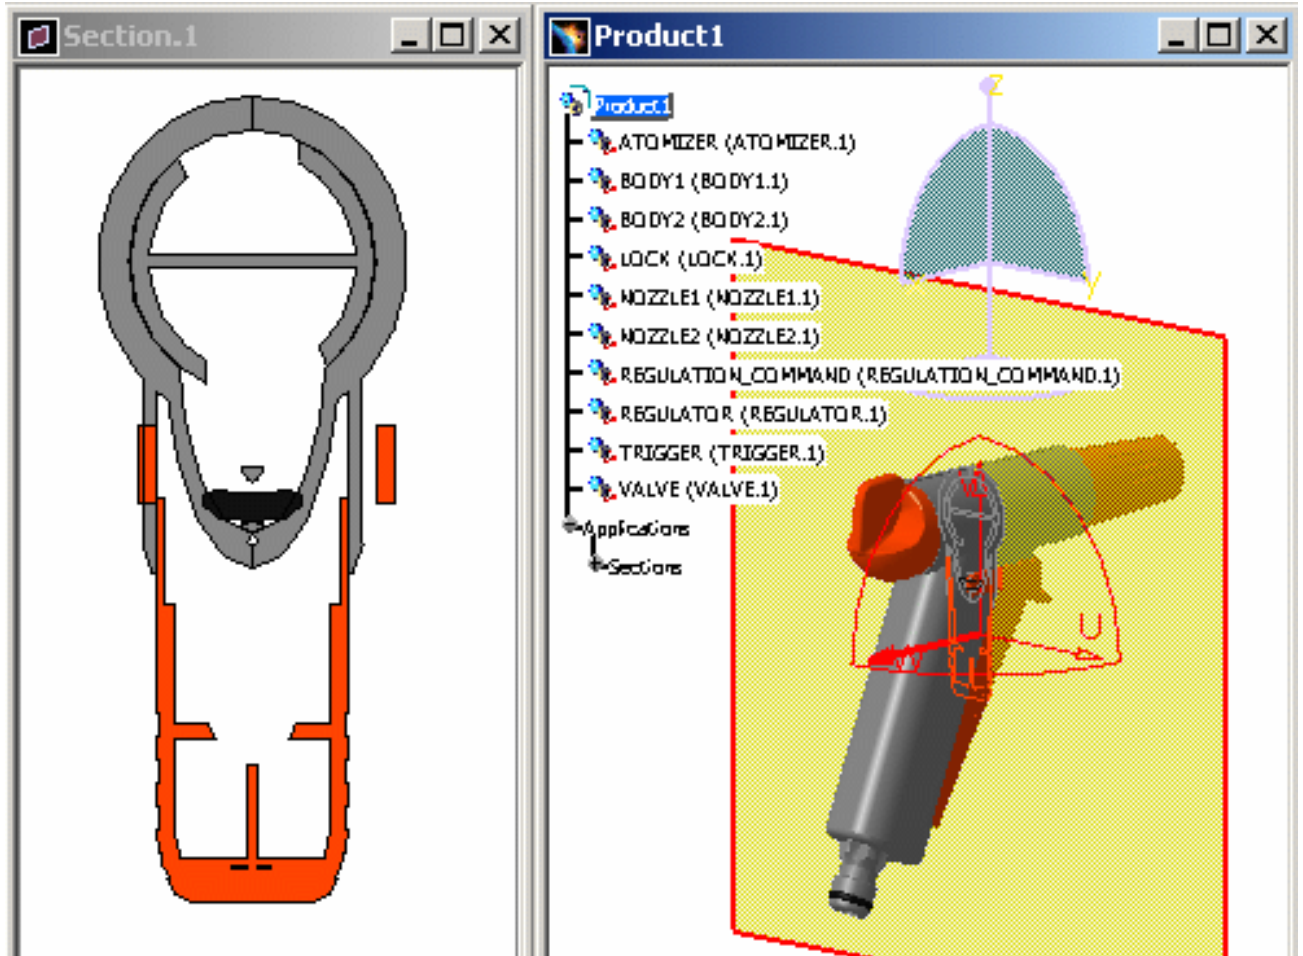 Section.1
Product1
Product1
ATOMIZER (ATOMIZER.1)
BODY1 (BODY1.1)
BODY2 (BODY2.1)
LOCK (LOCK.1)
NOZZLE1 (NOZZLE1.1)
NOZZLE2 (NOZZLE2.1)
REGULATION_COMMAND (REGULATION_COMMAND.1)
REGULATOR (REGULATOR.1)
TRIGGER (TRIGGER.1)
VALVE (VALVE.1)
Applications
Sections
z
y
U
W